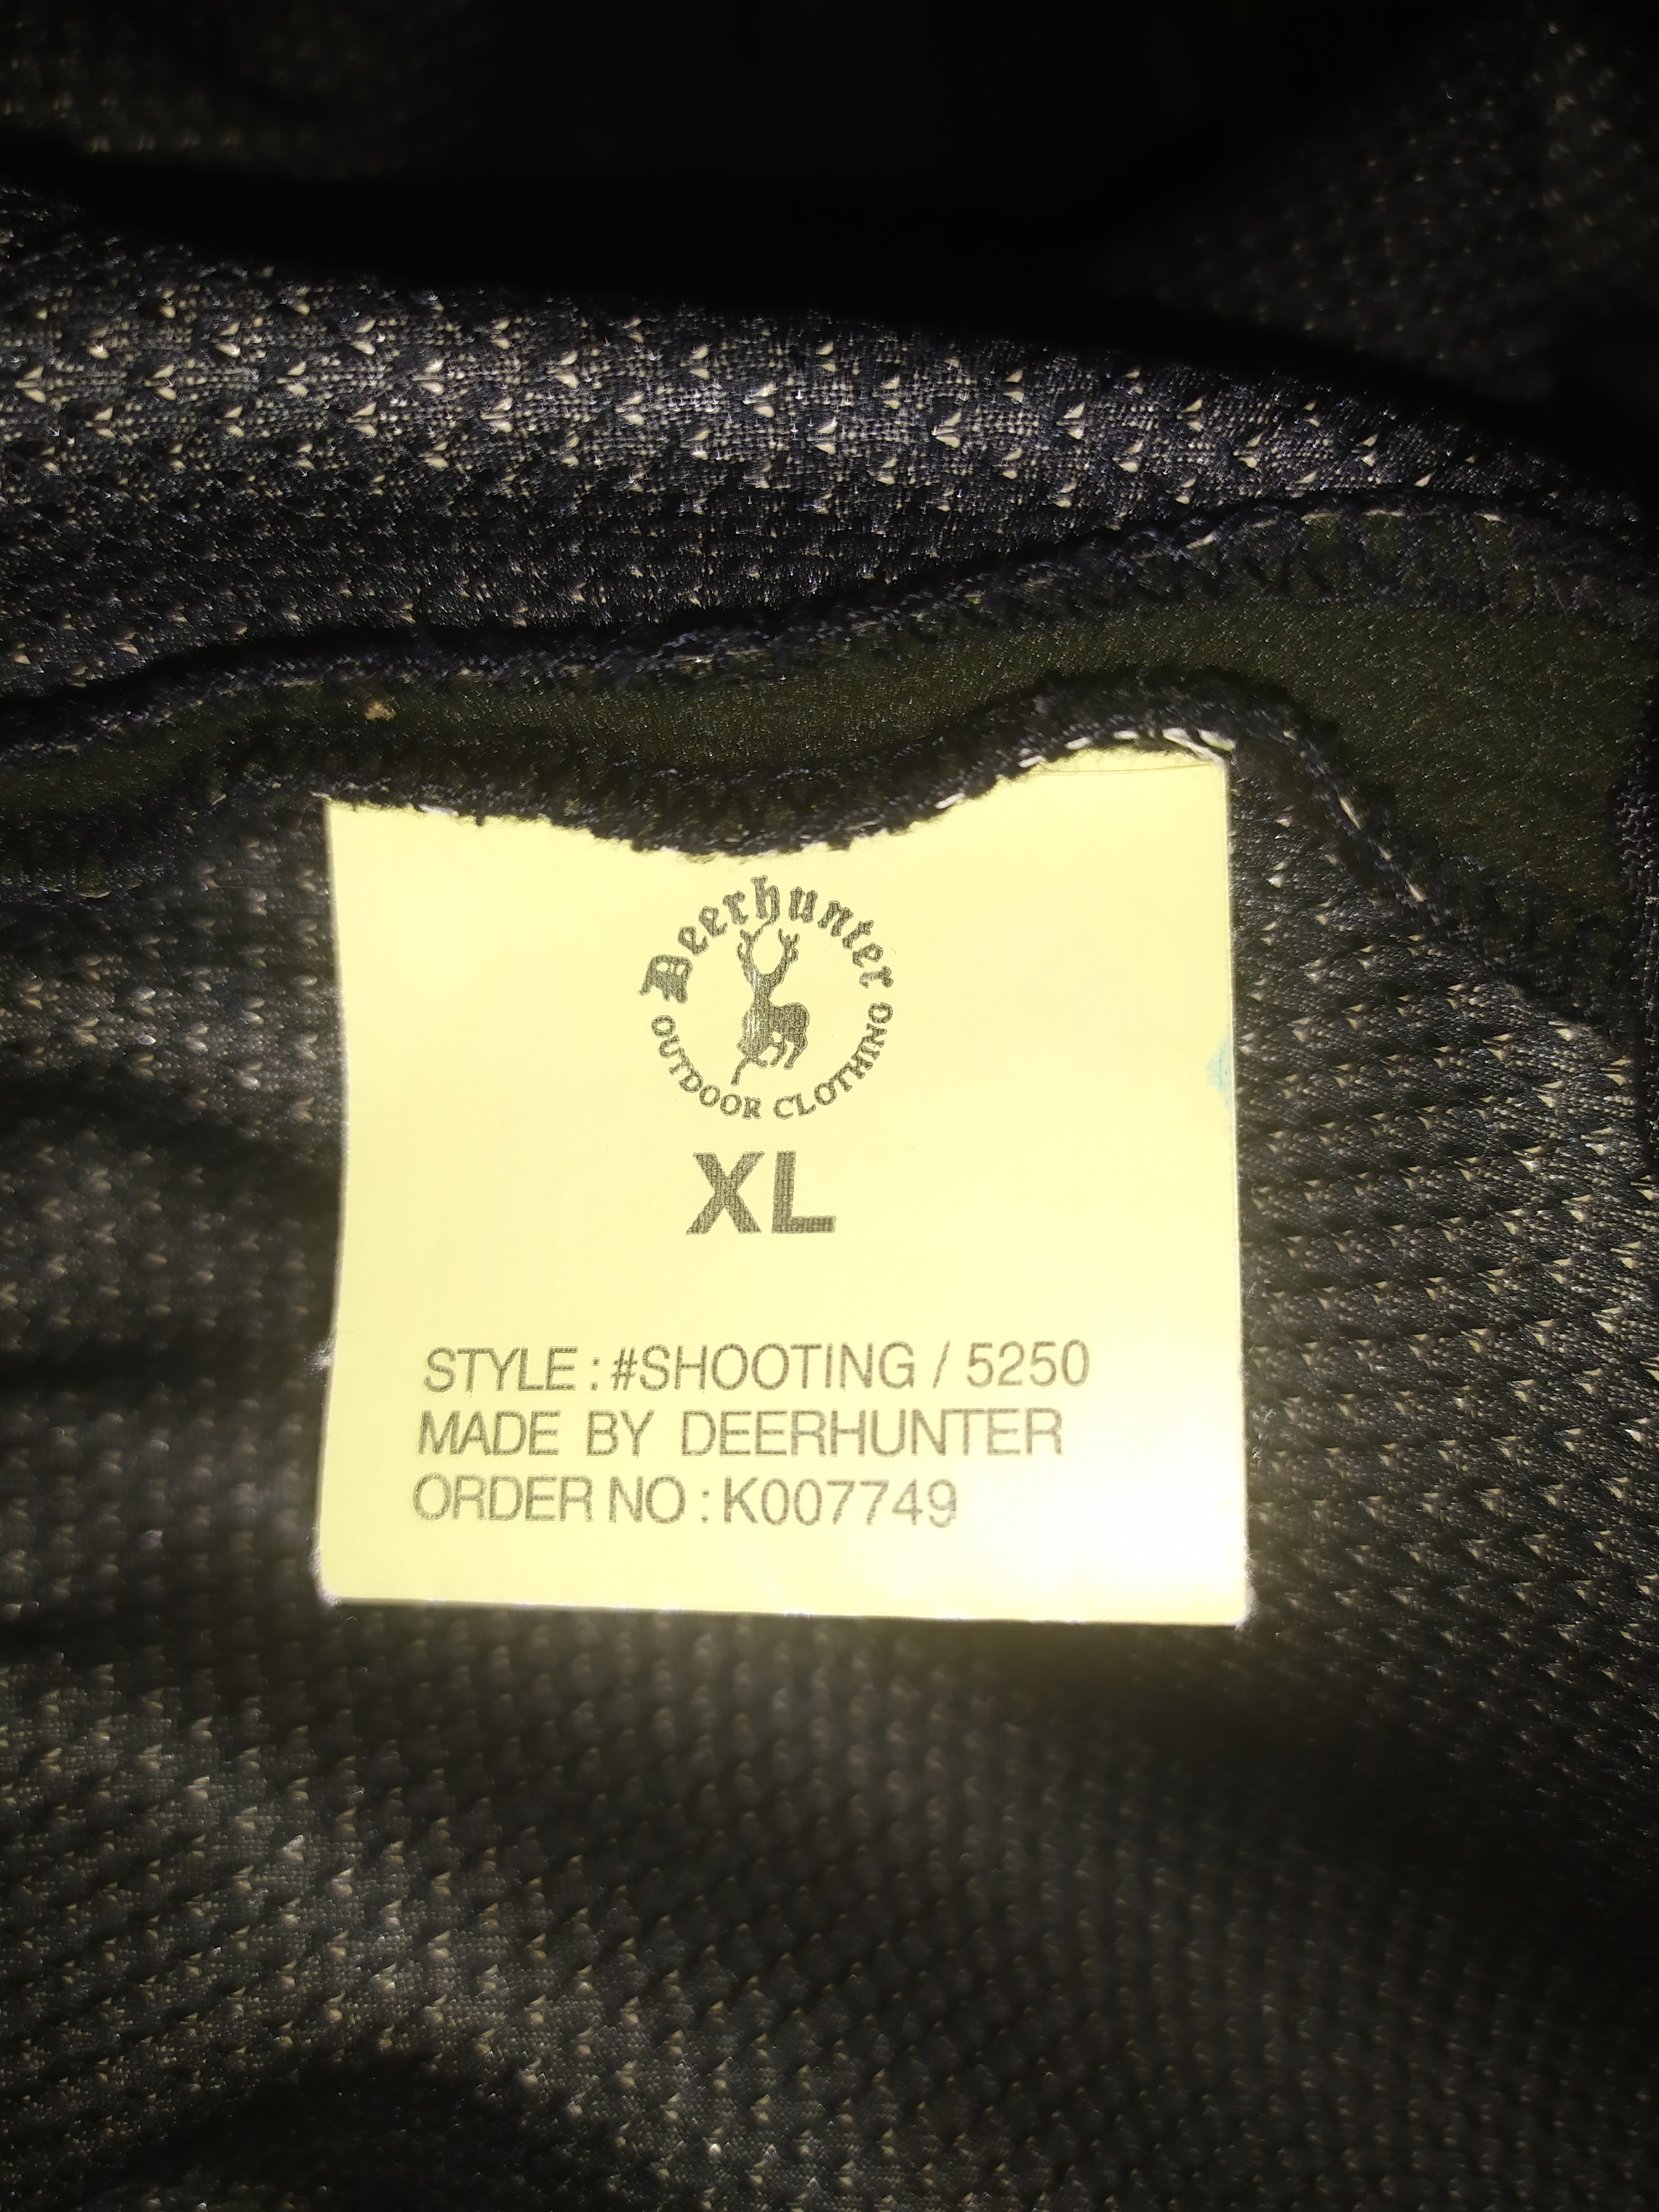 Deerhunter
OUTDOOR CLOTHING
XL
STYLE : #SHOOTING / 5250
MADE BY DEERHUNTER
ORDER NO : K007749